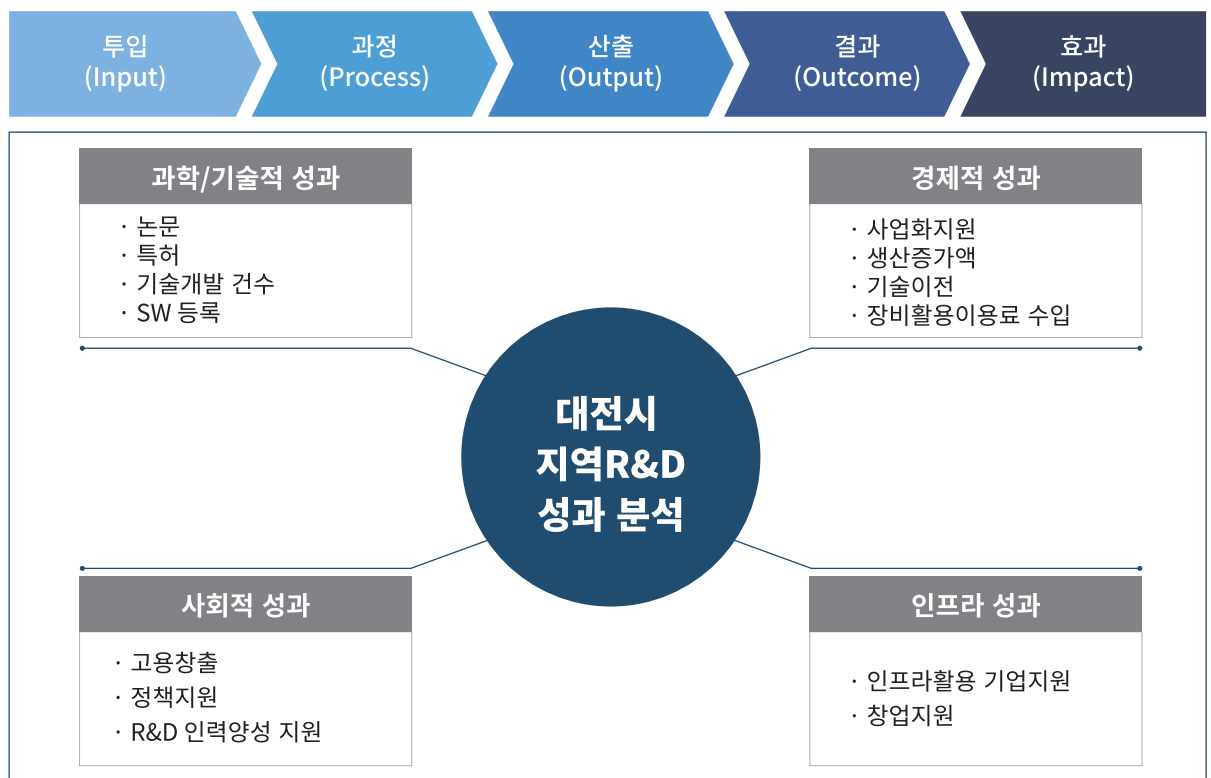 투입
(Input)
과정
(Process)
산출
(Output)
결과
(Outcome)
효과
(Impact)
과학/기술적 성과
· 논문
· 특허
· 기술개발 건수
· SW 등록
경제적 성과
· 사업화지원
· 생산증가액
· 기술이전
· 장비활용이용료 수입
대전시
지역R&D
성과 분석
사회적 성과
· 고용창출
· 정책지원
· R&D 인력양성 지원
인프라 성과
· 인프라활용 기업지원
· 창업지원